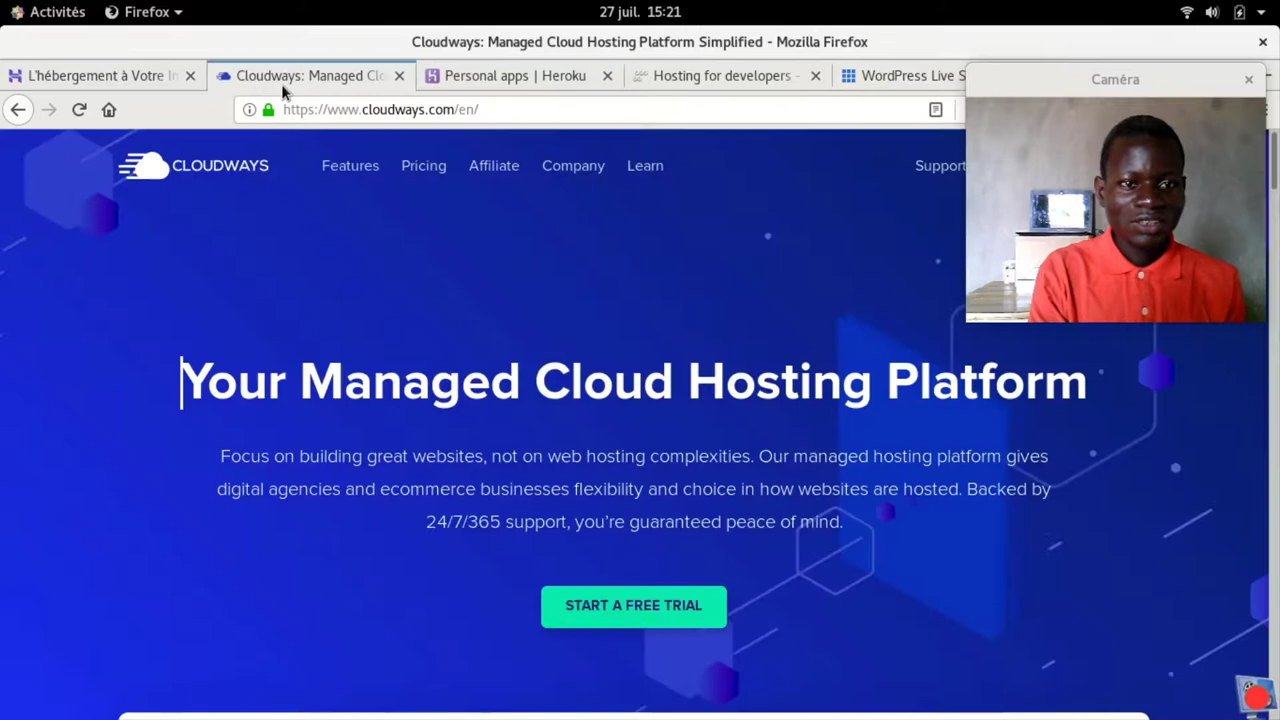 Activités
Firefox
27 juil. 15:21
Cloudways: Managed Cloud Hosting Platform Simplified - Mozilla Firefox
L'hébergement à Votre In
Cloudways: Managed Clo
Personal apps | Heroku
Hosting for developers -
WordPress Live S
Caméra
https://www.cloudways.com/en/
CLOUDWAYS
Features
Pricing
Affiliate
Company
Learn
Support
Your Managed Cloud Hosting Platform
Focus on building great websites, not on web hosting complexities. Our managed hosting platform gives
digital agencies and ecommerce businesses flexibility and choice in how websites are hosted. Backed by
24/7/365 support, you're guaranteed peace of mind.
START A FREE TRIAL